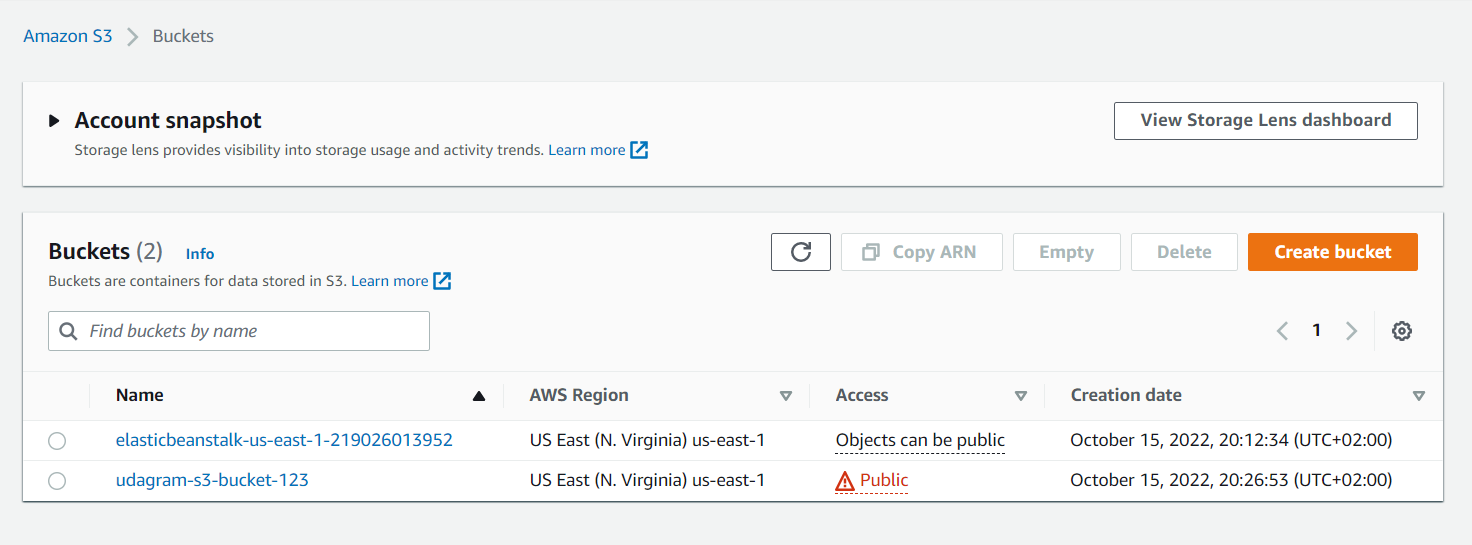 Amazon S3 Buckets
Account snapshot
View Storage Lens dashboard
Storage lens provides visibility into storage usage and activity trends. Learn more
Buckets (2) Info
Copy ARN Empty Delete Create bucket
Buckets are containers for data stored in S3. Learn more
Find buckets by name
1
Name AWS Region Access Creation date
elasticbeanstalk-us-east-1-219026013952 US East (N. Virginia) us-east-1 Objects can be public October 15, 2022, 20:12:34 (UTC+02:00)
udagram-s3-bucket-123 US East (N. Virginia) us-east-1 Public October 15, 2022, 20:26:53 (UTC+02:00)